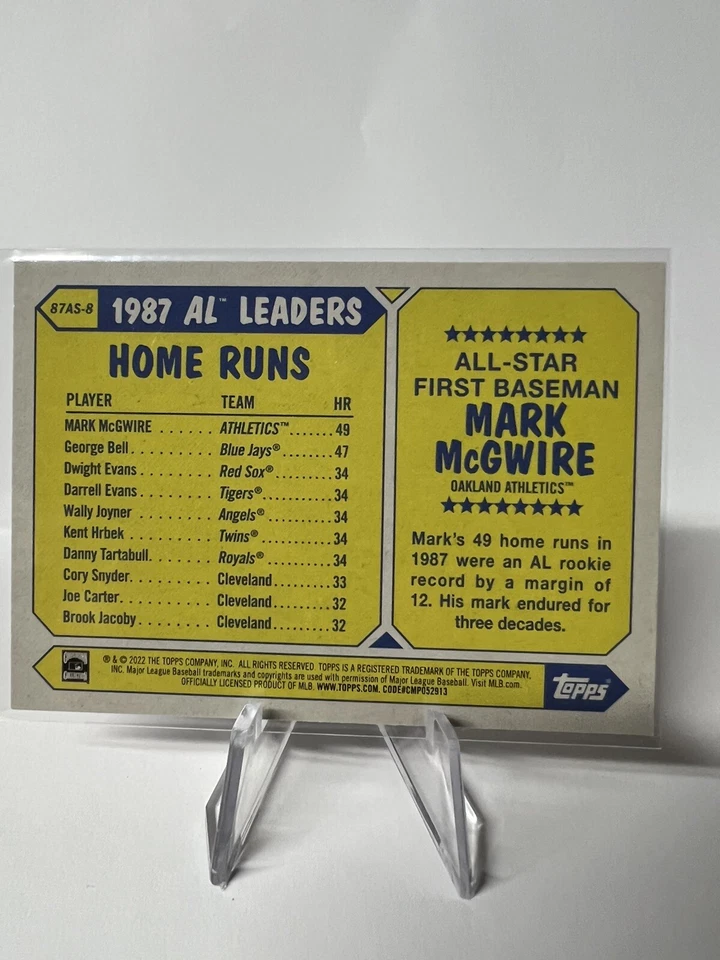 87AS-8
1987 AL™ LEADERS
HOME RUNS
PLAYER TEAM HR
MARK McGWIRE . . . . . . ATHLETICS™.......49
George Bell. . . . . . . . . . Blue Jays®.........47
Dwight Evans. . . . . . . . . Red Sox®..........34
Darrell Evans. . . . . . . . . Tigers®.............34
Wally Joyner . . . . . . . . . Angels®............34
Kent Hrbek . . . . . . . . . . Twins®.............34
Danny Tartabull. . . . . . . Royals®............34
Cory Snyder. . . . . . . . . . Cleveland..........33
Joe Carter. . . . . . . . . . . Cleveland..........32
Brook Jacoby. . . . . . . . . Cleveland..........32
ALL-STAR
FIRST BASEMAN
MARK
McGWIRE
OAKLAND ATHLETICS™
Mark's 49 home runs in
1987 were an AL rookie
record by a margin of
12. His mark endured for
three decades.
® & © 2022 THE TOPPS COMPANY, INC. ALL RIGHTS RESERVED. TOPPS IS A REGISTERED TRADEMARK OF THE TOPPS COMPANY,
INC. Major League Baseball trademarks and copyrights are used with permission of Major League Baseball. Visit MLB.com.
OFFICIALLY LICENSED PRODUCT OF MLB. WWW.TOPPS.COM. CODE#CMP052913
topps®